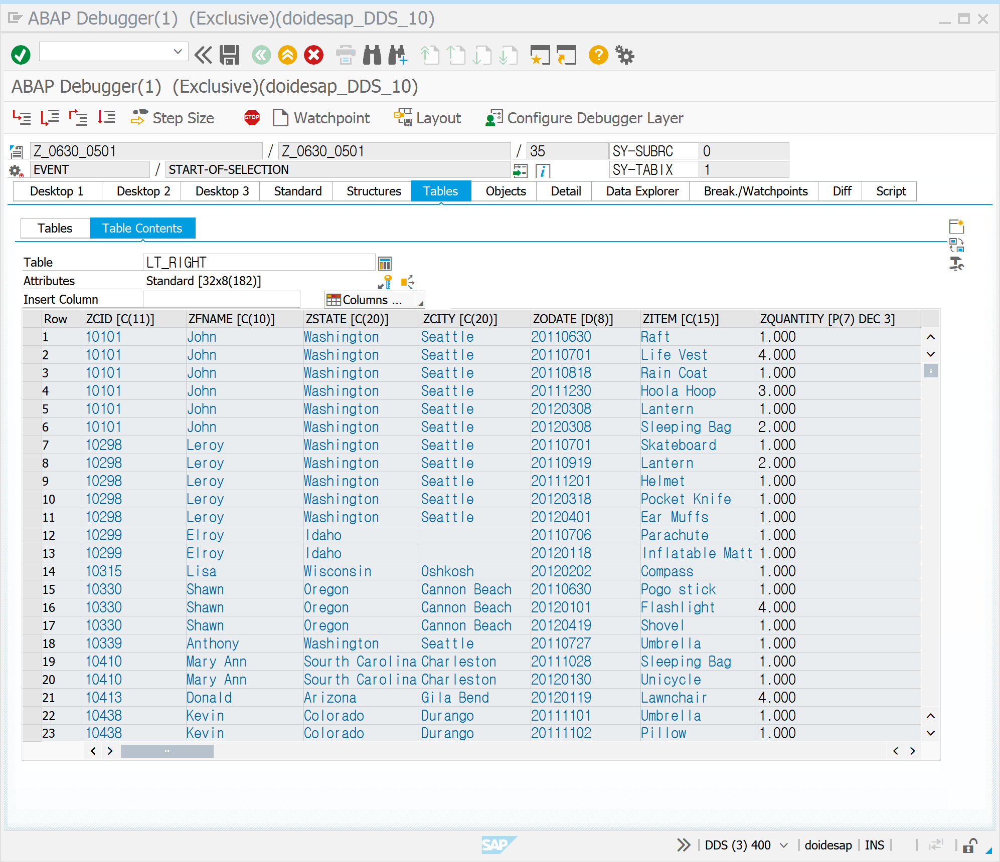 ABAP Debugger(1)  (Exclusive)(doidesap_DDS_10)
ABAP Debugger(1)  (Exclusive)(doidesap_DDS_10)
Step Size STOP Watchpoint Layout Configure Debugger Layer
Z_0630_0501 / Z_0630_0501 / 35 SY-SUBRC 0
EVENT / START-OF-SELECTION SY-TABIX 1
Desktop 1 Desktop 2 Desktop 3 Standard Structures Tables Objects Detail Data Explorer Break./Watchpoints Diff Script
Tables Table Contents
Table LT_RIGHT
Attributes Standard [32x8(182)]
Insert Column Columns ...
Row ZCID [C(11)] ZFNAME [C(10)] ZSTATE [C(20)] ZCITY [C(20)] ZODATE [D(8)] ZITEM [C(15)] ZQUANTITY [P(7) DEC 3]
1 10101 John Washington Seattle 20110630 Raft 1.000
2 10101 John Washington Seattle 20110701 Life Vest 4.000
3 10101 John Washington Seattle 20110818 Rain Coat 1.000
4 10101 John Washington Seattle 20111230 Hoola Hoop 3.000
5 10101 John Washington Seattle 20120308 Lantern 1.000
6 10101 John Washington Seattle 20120308 Sleeping Bag 2.000
7 10298 Leroy Washington Seattle 20110701 Skateboard 1.000
8 10298 Leroy Washington Seattle 20110919 Lantern 2.000
9 10298 Leroy Washington Seattle 20111201 Helmet 1.000
10 10298 Leroy Washington Seattle 20120318 Pocket Knife 1.000
11 10298 Leroy Washington Seattle 20120401 Ear Muffs 1.000
12 10299 Elroy Idaho 20110706 Parachute 1.000
13 10299 Elroy Idaho 20120118 Inflatable Matt 1.000
14 10315 Lisa Wisconsin Oshkosh 20120202 Compass 1.000
15 10330 Shawn Oregon Cannon Beach 20110630 Pogo stick 1.000
16 10330 Shawn Oregon Cannon Beach 20120101 Flashlight 4.000
17 10330 Shawn Oregon Cannon Beach 20120419 Shovel 1.000
18 10339 Anthony Washington Seattle 20110727 Umbrella 1.000
19 10410 Mary Ann Sourth Carolina Charleston 20111028 Sleeping Bag 1.000
20 10410 Mary Ann Sourth Carolina Charleston 20120130 Unicycle 1.000
21 10413 Donald Arizona Gila Bend 20120119 Lawnchair 4.000
22 10438 Kevin Colorado Durango 20111101 Umbrella 1.000
23 10438 Kevin Colorado Durango 20111102 Pillow 1.000
SAP DDS (3) 400 doidesap INS